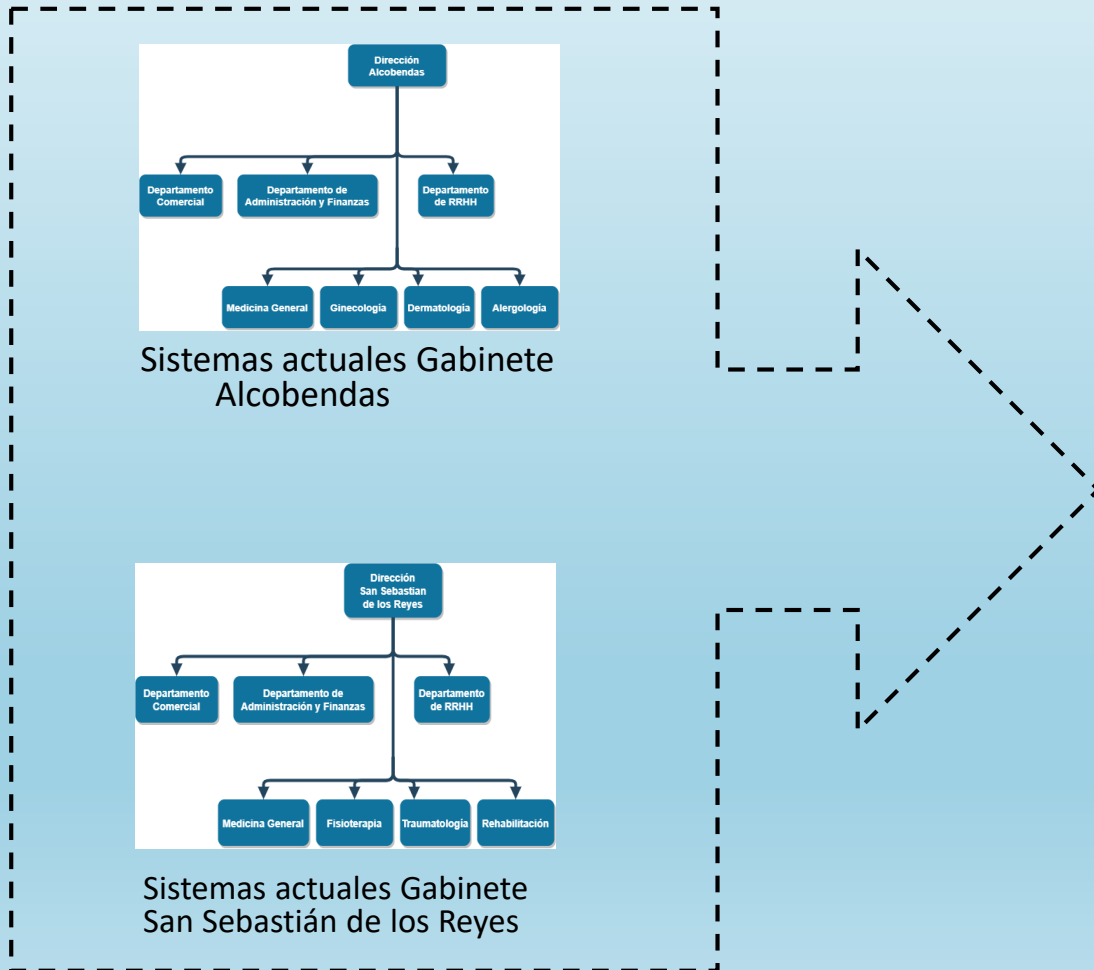 Dirección
Alcobendas
Departamento
Comercial
Departamento de
Administración y Finanzas
Departamento
de RRHH
Medicina General
Ginecología
Dermatología
Alergología
Sistemas actuales Gabinete
Alcobendas
Dirección
San Sebastian
de los Reyes
Departamento
Comercial
Departamento de
Administración y Finanzas
Departamento
de RRHH
Medicina General
Fisioterapia
Traumatología
Rehabilitación
Sistemas actuales Gabinete
San Sebastián de los Reyes